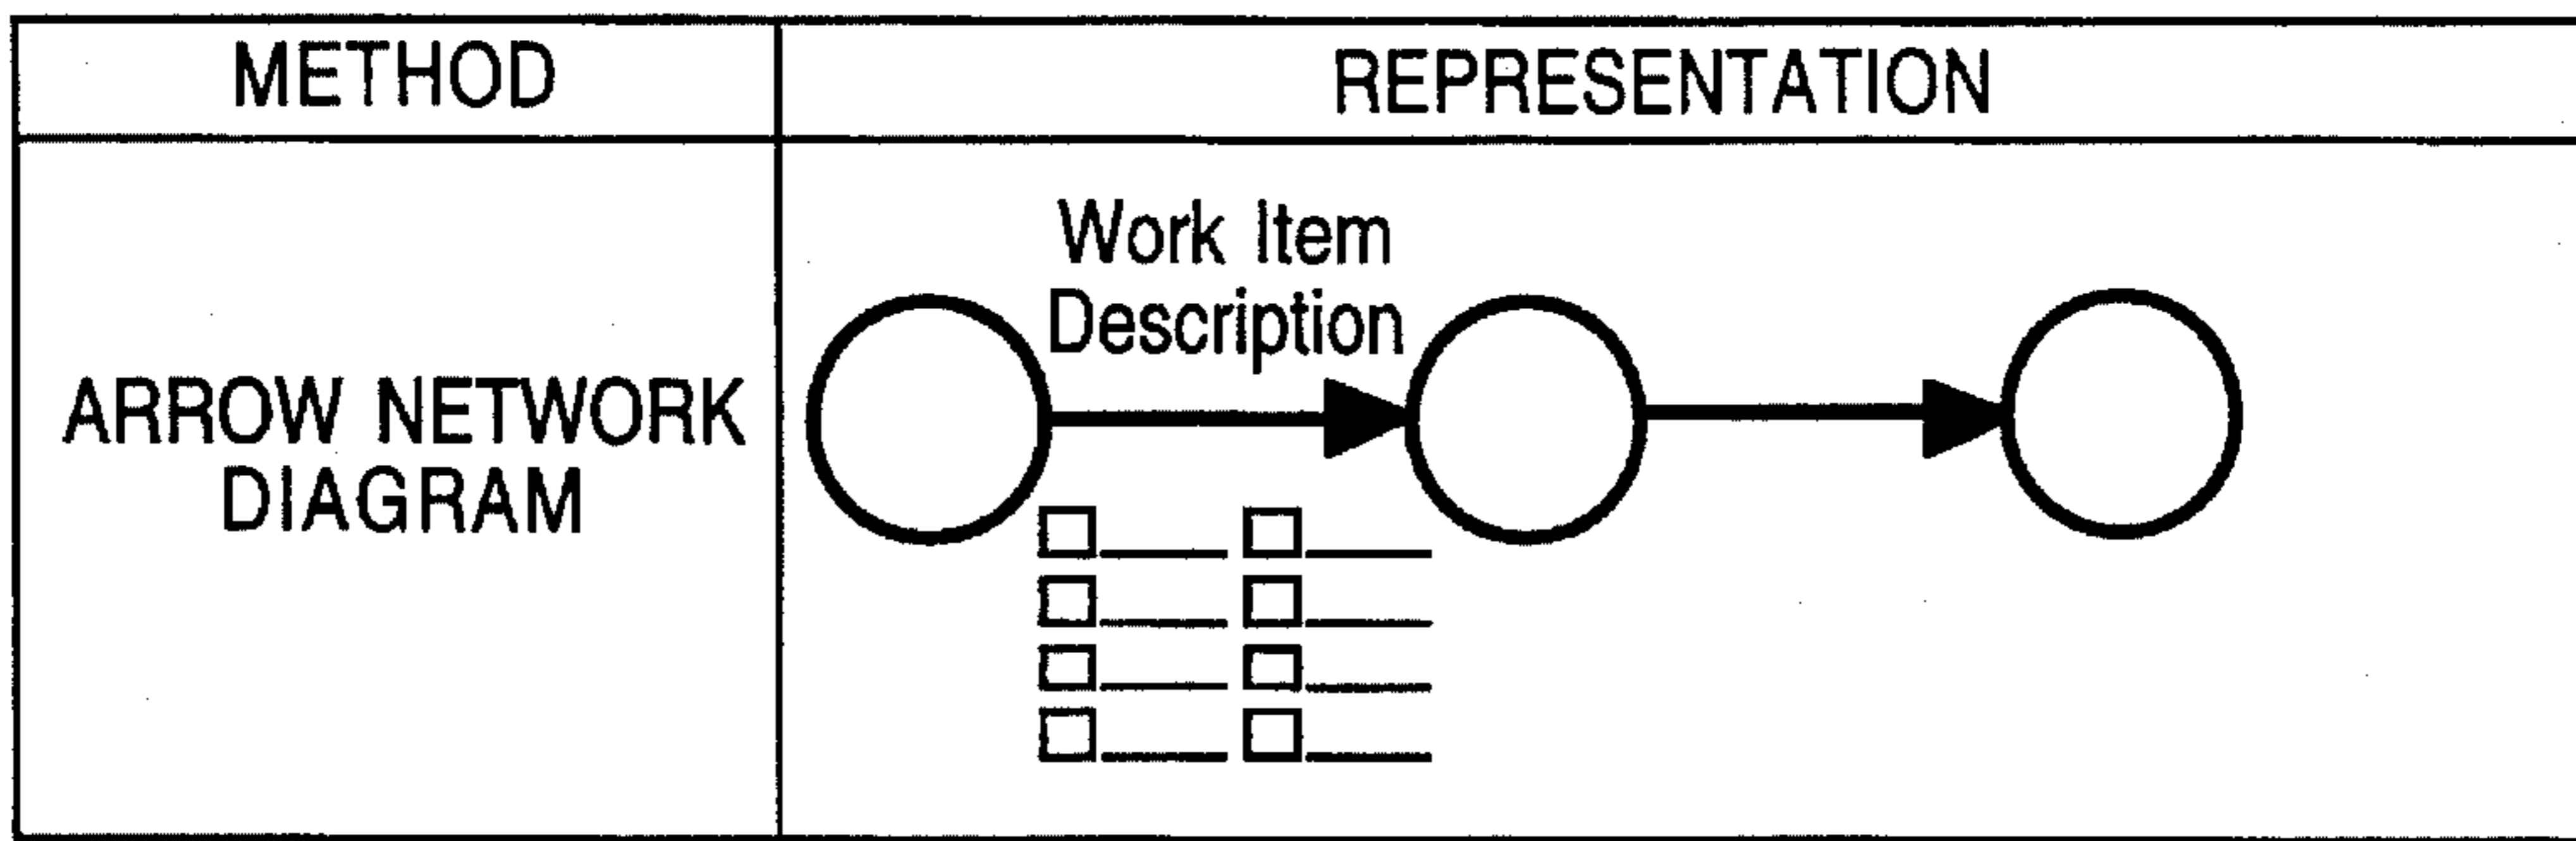 METHOD
REPRESENTATION
ARROW NETWORK
DIAGRAM
Work Item
Description